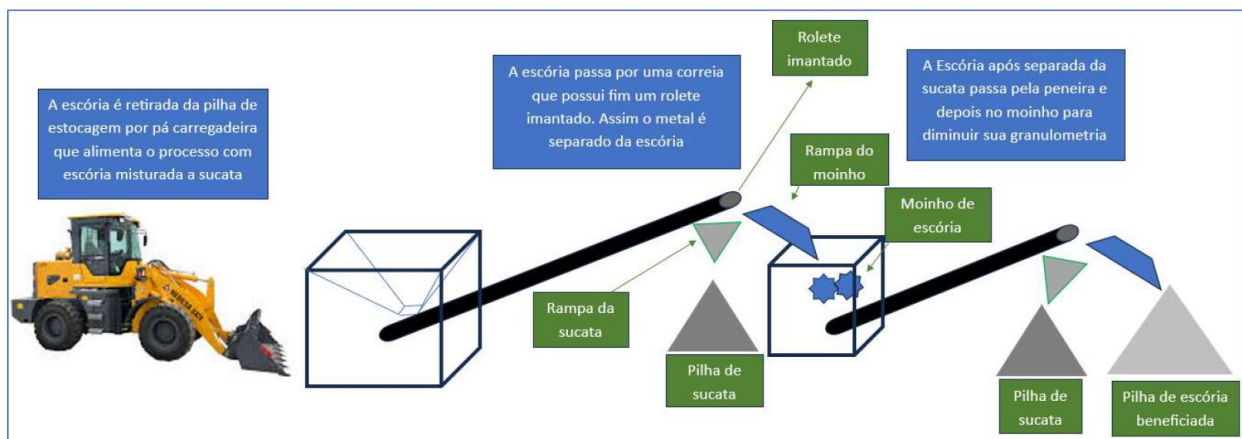 A escória é retirada da pilha de
estocagem por pá carregadeira
que alimenta o processo com
escória misturada a sucata
A escória passa por uma correia
que possui fim um rolete
imantado. Assim o metal é
separado da escória
Rolete
imantado
A Escória após separada da
sucata passa pela peneira e
depois no moinho para
diminuir sua granulometria
Rampa do
moinho
Moinho de
escória
Rampa da
sucata
Pilha de
sucata
Pilha de
sucata
Pilha de escória
beneficiada